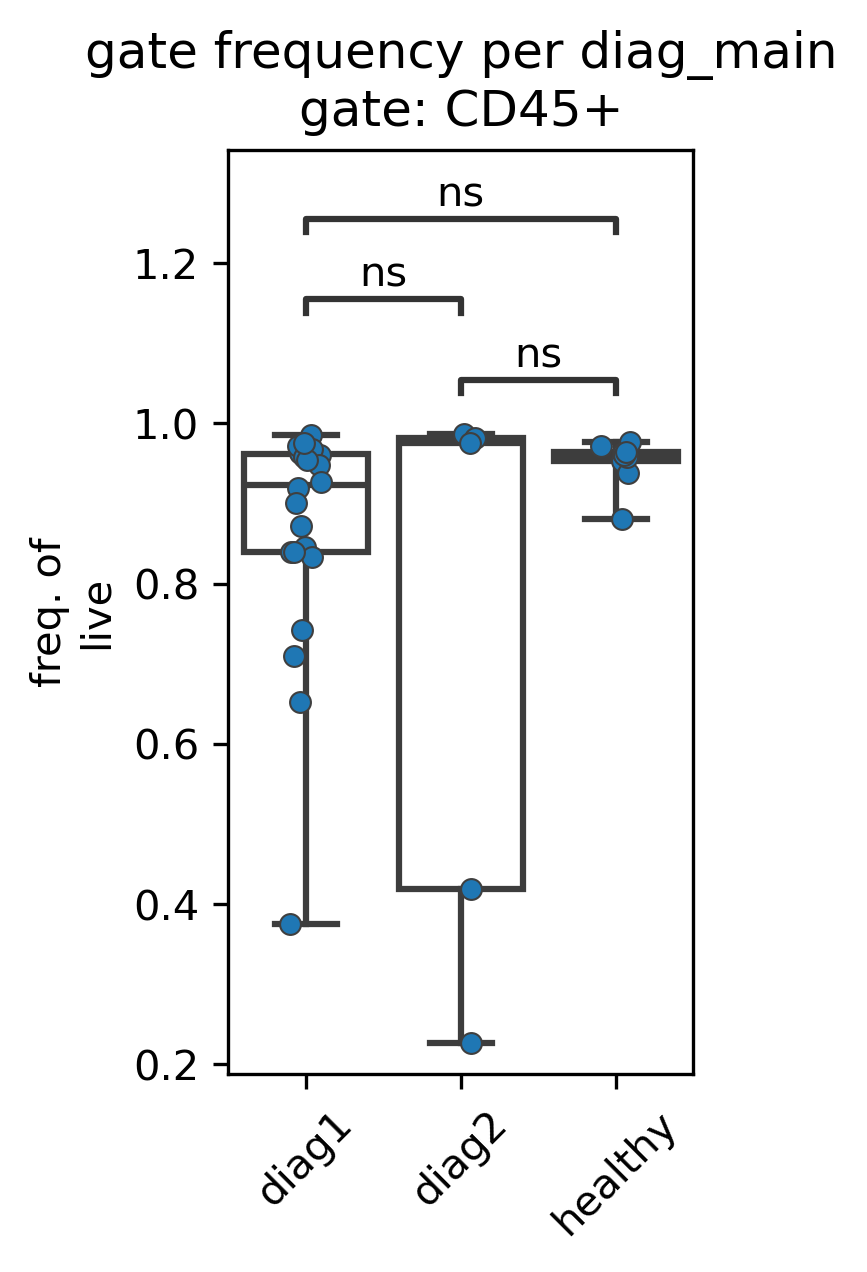 gate frequency per diag_main
gate: CD45+
ns
ns
ns
1.2
1.0
0.8
0.6
0.4
0.2
freq. of
live
diag1
diag2
healthy